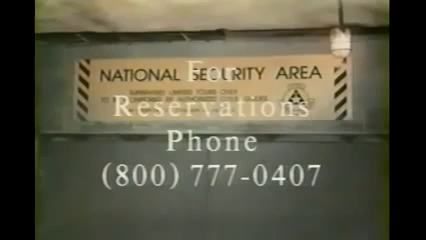 NATIONAL SECURITY AREA
For
Reservations
Phone
(800) 777-0407